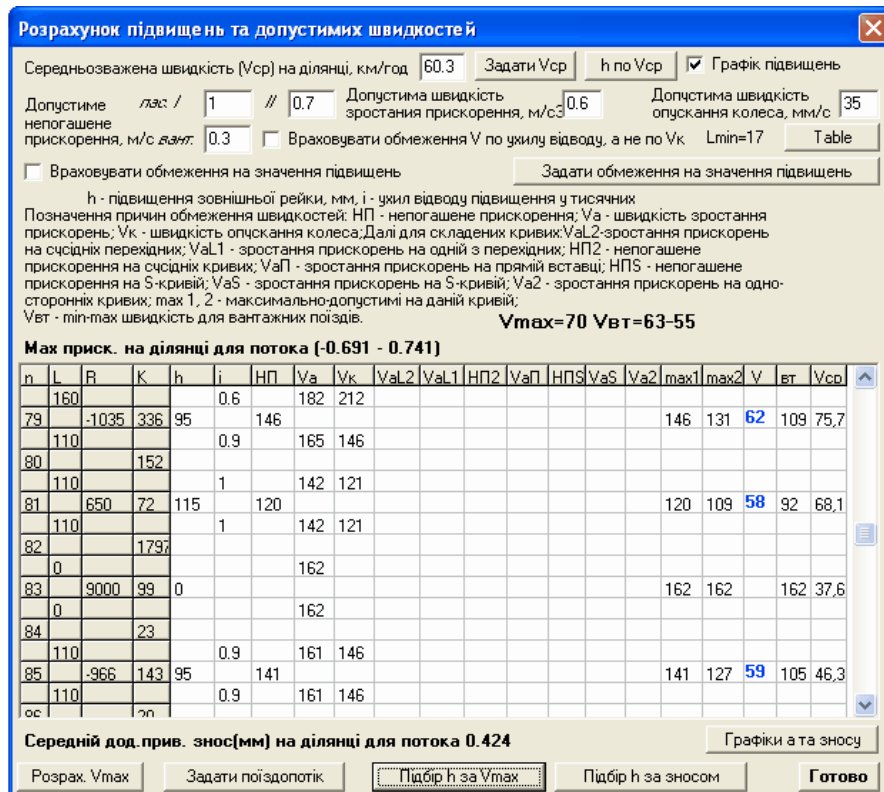 Розрахунок підвищень та допустимих швидкостей
Середньозважена швидкість (Vср) на ділянці, км/год 60.3 Задати Vср h по Vср Графік підвищень
Допустиме непогашене прискорення, м/с пас. / 1 // 0.7 вант. 0.3
Допустима швидкість зростання прискорення, м/с3 0.6
Допустима швидкість опускання колеса, мм/с 35
Враховувати обмеження V по ухилу відводу, а не по Vк Lmin=17 Table
Враховувати обмеження на значення підвищень Задати обмеження на значення підвищень
h - підвищення зовнішньої рейки, мм, i - ухил відводу підвищення у тисячних
Позначення причин обмеження швидкостей: НП - непогашене прискорення; Va - швидкість зростання
прискорень; Vк - швидкість опускання колеса;Далі для складених кривих:VaL2-зростання прискорень
на сусідніх перехідних; VaL1 - зростання прискорень на одній з перехідних; НП2 - непогашене
прискорення на сусідніх кривих; VaП - зростання прискорень на прямій вставці; НПS - непогашене
прискорення на S-кривій; VaS - зростання прискорень на S-кривій; Va2 - зростання прискорень на одно-
сторонніх кривих; max 1, 2 - максимально-допустимі на даній кривій;
Vвт - min-max швидкість для вантажних поїздів. Vmax=70 Vвт=63-55
Max приск. на ділянці для потока (-0.691 - 0.741)
n L R K h i НП Va Vк VaL2 VaL1 НП2 VaП НПS VaS Va2 max1 max2 V вт Vср
160 0.6 182 212
79 -1035 336 95 146 146 131 62 109 75,7
110 0.9 165 146
80 152
110 1 142 121
81 650 72 115 120 120 109 58 92 68,1
110 1 142 121
82 1797
0 162
83 9000 99 0 162 162 162 37,6
0 162
84 23
110 0.9 161 146
85 -966 143 95 141 141 127 59 105 46,3
110 0.9 161 146
86 20
Середній дод.прив. знос(мм) на ділянці для потока 0.424 Графіки a та зносу
Розрах. Vmax Задати поїздопотік Підбір h за Vmax Підбір h за зносом Готово